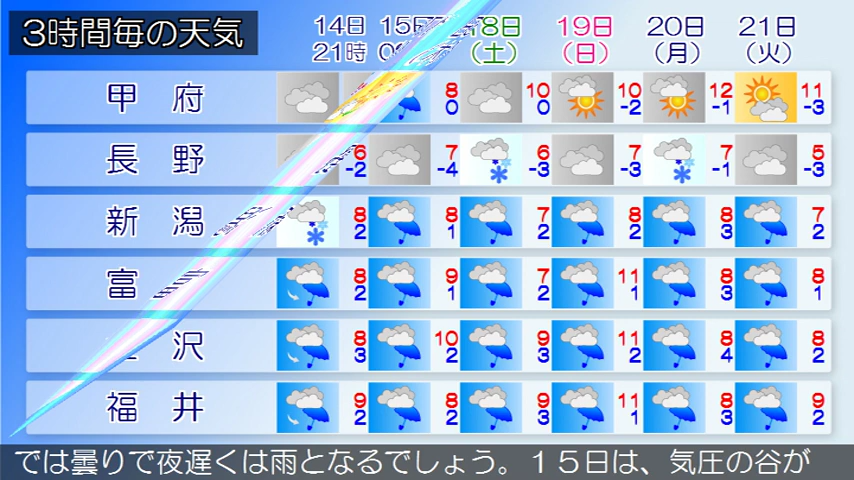 3時間毎の天気
14日 15日 18日 19日 20日 21日
21時 (土) (日) (月) (火)
甲府 8 0 10 0 10 -2 12 -1 11 -3
長野 6 -2 7 -4 6 -3 7 -3 7 -1 5 -3
新潟 8 2 8 1 7 2 8 2 8 3 7 2
富 8 2 9 1 7 2 11 1 8 3 8 1
沢 8 3 10 2 9 3 11 2 8 4 8 2
福井 9 2 8 2 9 3 11 1 8 3 9 2
では曇りで夜遅くは雨となるでしょう。15日は、気圧の谷が